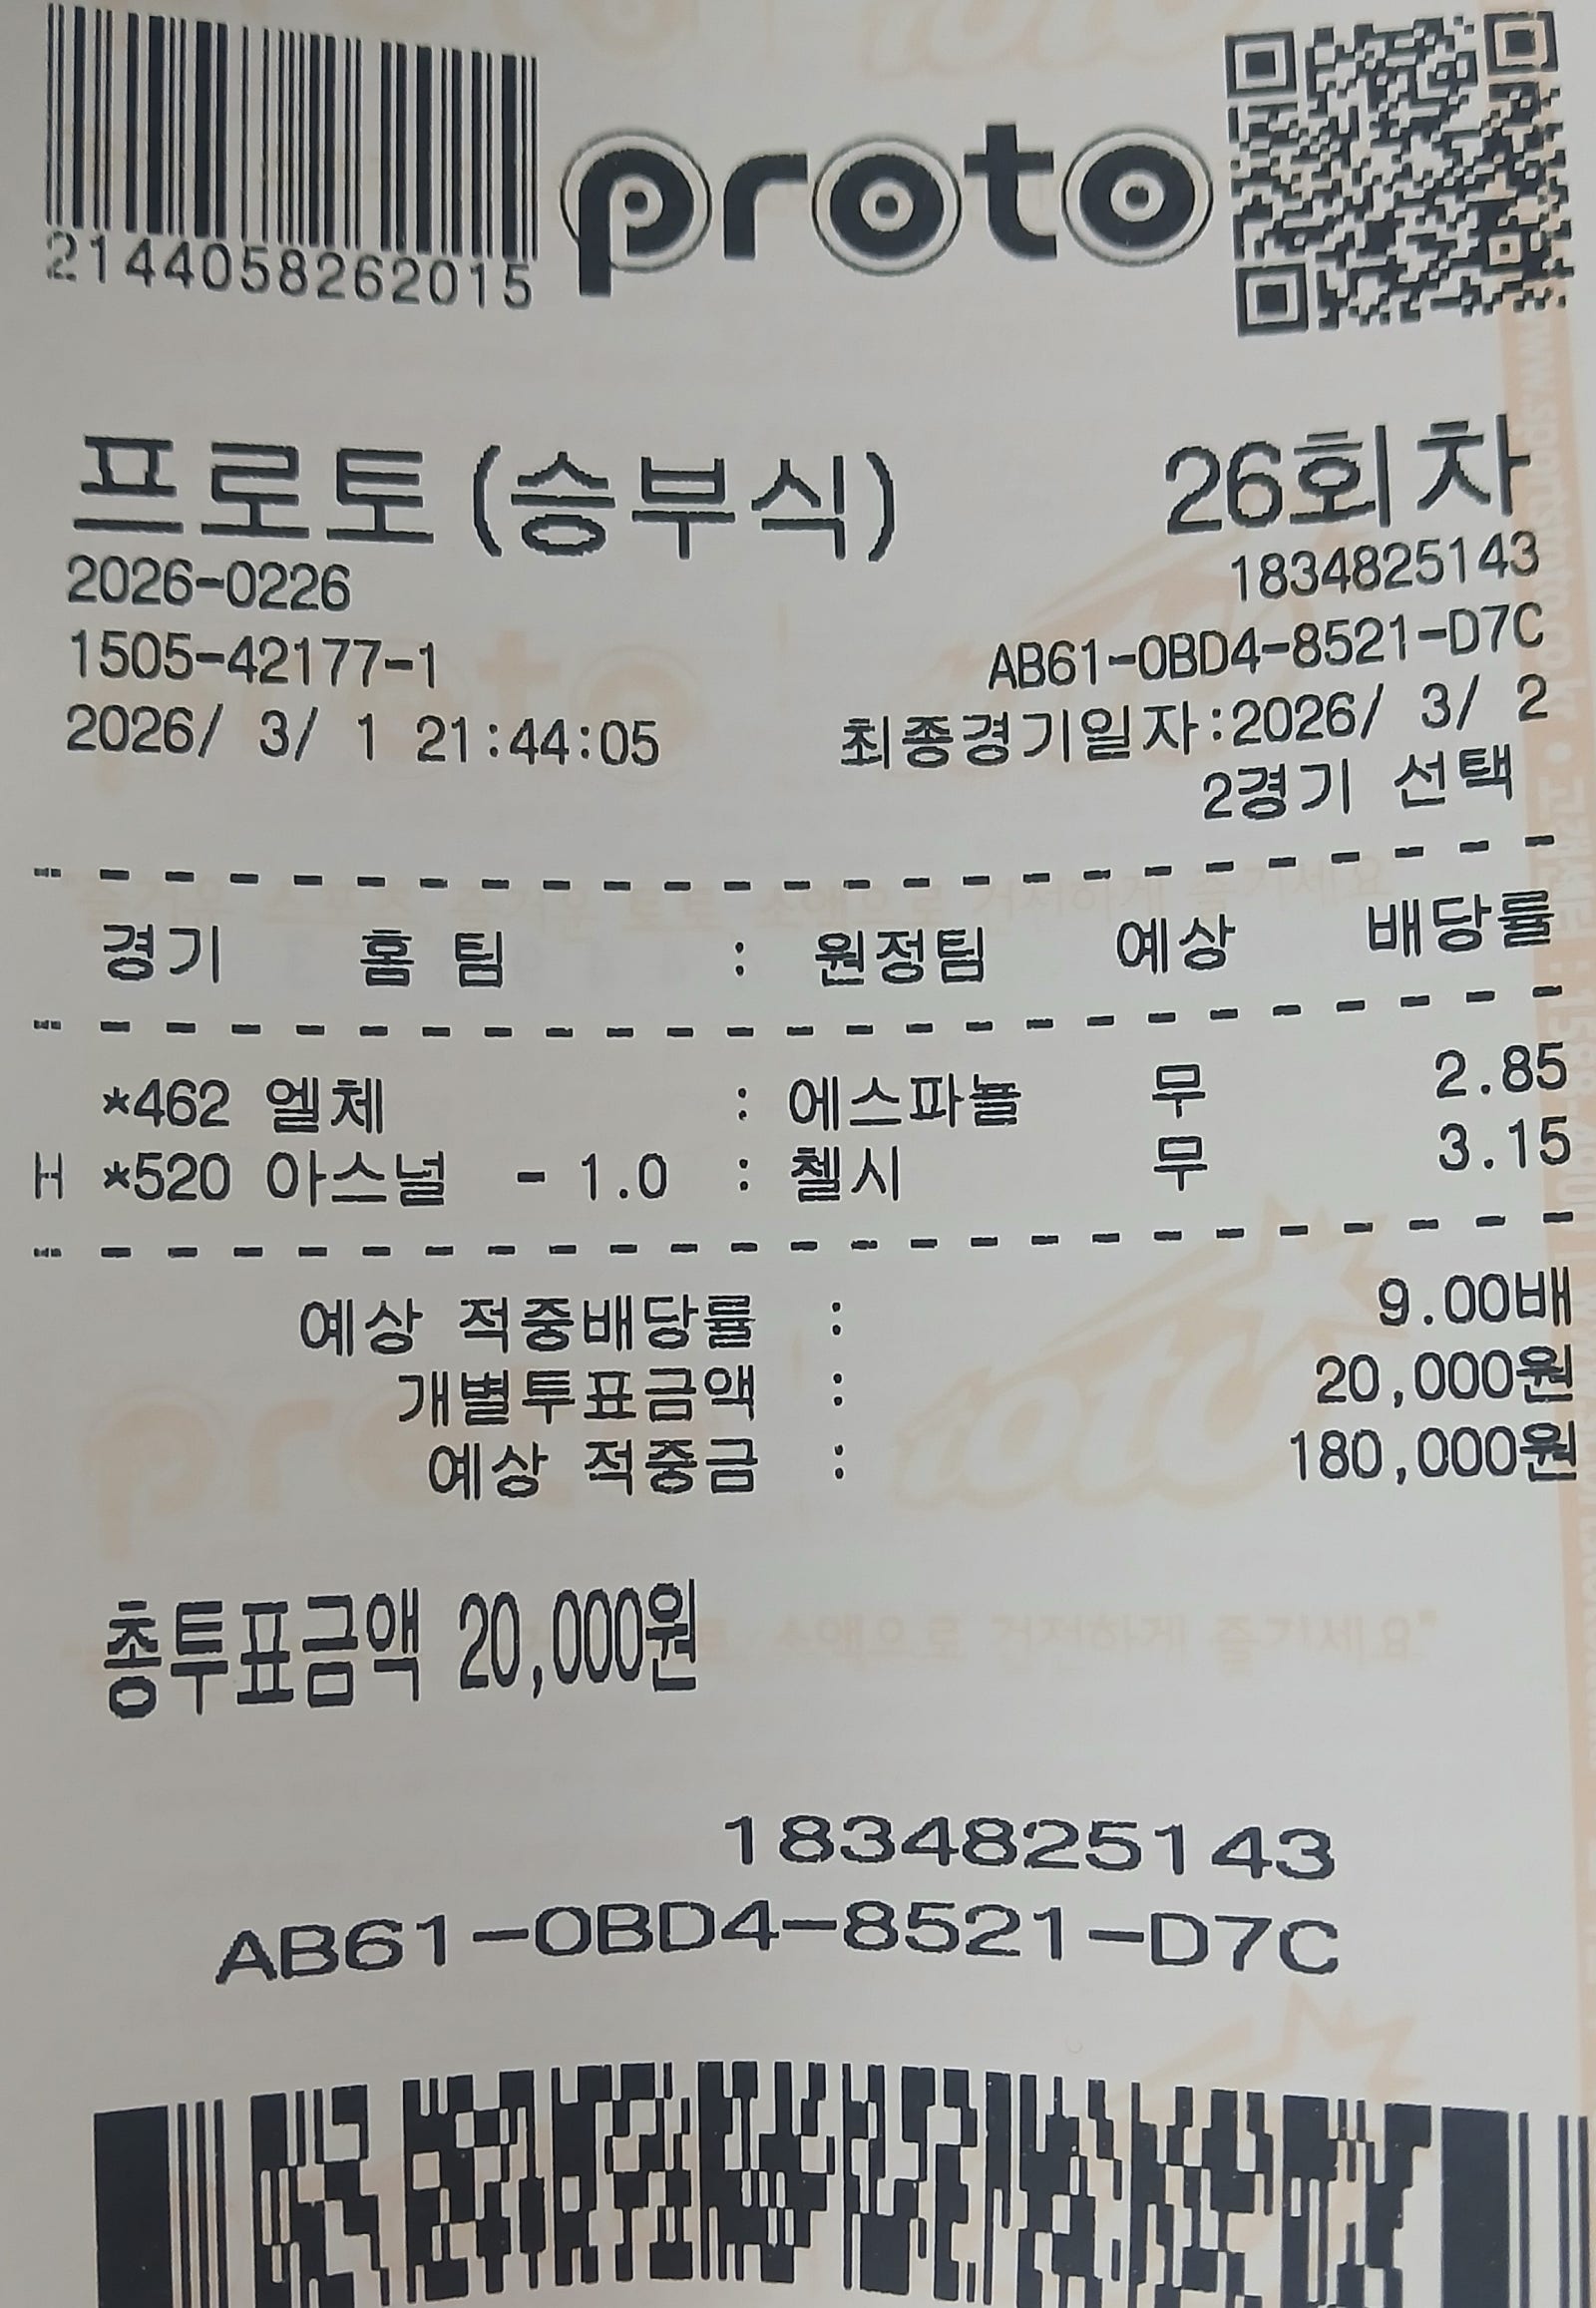 2144058262015
proto
프로토(승부식) 26회차
2026-0226 1834825143
1505-42177-1 AB61-0BD4-8521-D7C
2026/ 3/ 1 21:44:05 최종경기일자:2026/ 3/ 2
2경기 선택
경기 홈 팀 : 원정팀 예상 배당률
*462 엘체 : 에스파뇰 무 2.85
H *520 아스널 - 1.0 : 첼시 무 3.15
예상 적중배당률 : 9.00배
개별투표금액 : 20,000원
예상 적중금 : 180,000원
총투표금액 20,000원
1834825143
AB61-0BD4-8521-D7C